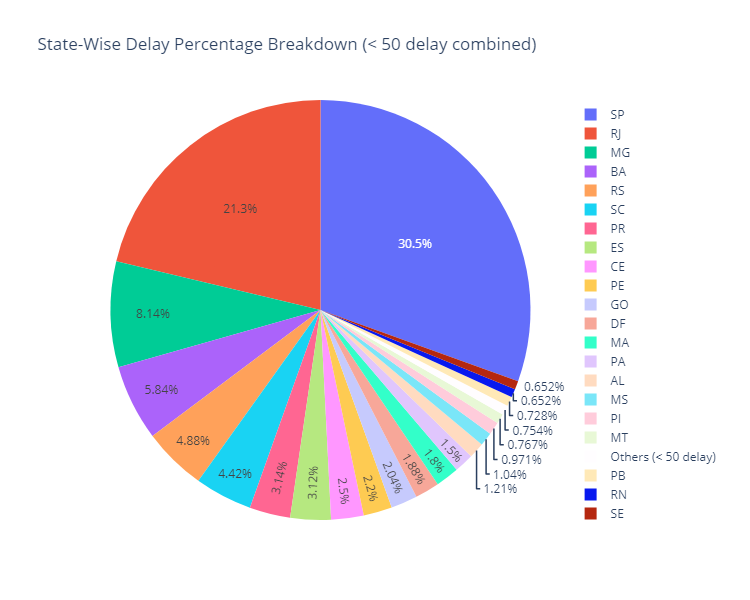 State-Wise Delay Percentage Breakdown (< 50 delay combined)
30.5%
21.3%
8.14%
5.84%
4.88%
4.42%
3.14%
3.12%
2.5%
2.2%
2.04%
1.88%
1.8%
1.5%
1.21%
1.04%
0.971%
0.767%
0.754%
0.728%
0.652%
0.652%
SP
RJ
MG
BA
RS
SC
PR
ES
CE
PE
GO
DF
MA
PA
AL
MS
PI
MT
Others (< 50 delay)
PB
RN
SE